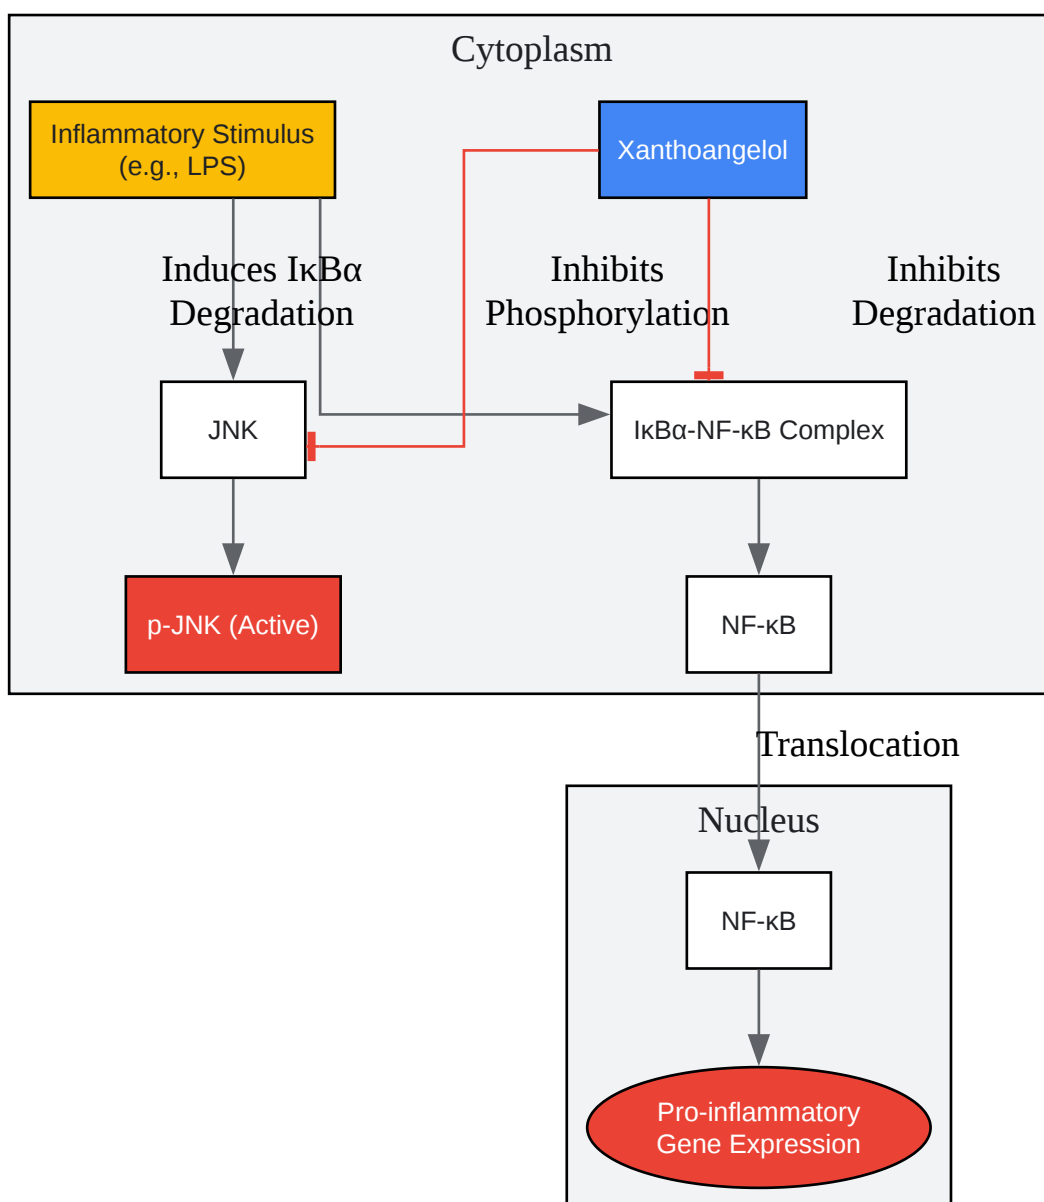 Cytoplasm
Inflammatory Stimulus
(e.g., LPS)
Xanthoangelol
Induces IκBα
Degradation
Inhibits
Phosphorylation
Inhibits
Degradation
JNK
IκBα-NF-κB Complex
p-JNK (Active)
NF-κB
Translocation
Nucleus
NF-κB
Pro-inflammatory
Gene Expression